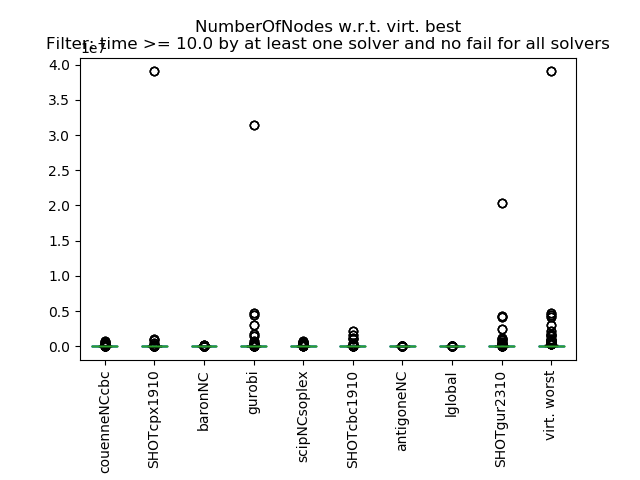 NumberOfNodes w.r.t. virt. best
Filter: time >= 10.0 by at least one solver and no fail for all solvers
1e7
4.0
3.5
3.0
2.5
2.0
1.5
1.0
0.5
0.0
couenneNCcbc
SHOTcpx1910
baronNC
gurobi
scipNCsoplex
SHOTcbc1910
antigoneNC
lglobal
SHOTgur2310
virt. worst